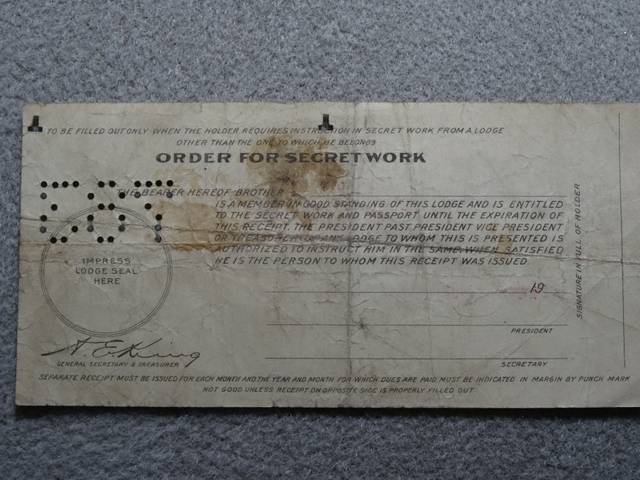 TO BE FILLED OUT ONLY WHEN THE HOLDER REQUIRES INSTRUCTION IN SECRET WORK FROM A LODGE
OTHER THAN THE ONE TO WHICH HE BELONGS
ORDER FOR SECRET WORK
THE BEARER HEREOF BROTHER
IS A MEMBER IN GOOD STANDING OF THIS LODGE AND IS ENTITLED
TO THE SECRET WORK AND PASSPORT UNTIL THE EXPIRATION OF
THIS RECEIPT. THE PRESIDENT PAST PRESIDENT VICE PRESIDENT
OR TREASURER OF ANY LODGE TO WHOM THIS IS PRESENTED IS
AUTHORIZED TO INSTRUCT HIM IN THE SAME WHEN SATISFIED
HE IS THE PERSON TO WHOM THIS RECEIPT WAS ISSUED.
IMPRESS
LODGE SEAL
HERE
19
PRESIDENT
A. E. King
GENERAL SECRETARY & TREASURER
SECRETARY
SIGNATURE IN FULL OF HOLDER
SEPARATE RECEIPT MUST BE ISSUED FOR EACH MONTH AND THE YEAR AND MONTH FOR WHICH DUES ARE PAID MUST BE INDICATED IN MARGIN BY PUNCH MARK
NOT GOOD UNLESS RECEIPT ON OPPOSITE SIDE IS PROPERLY FILLED OUT